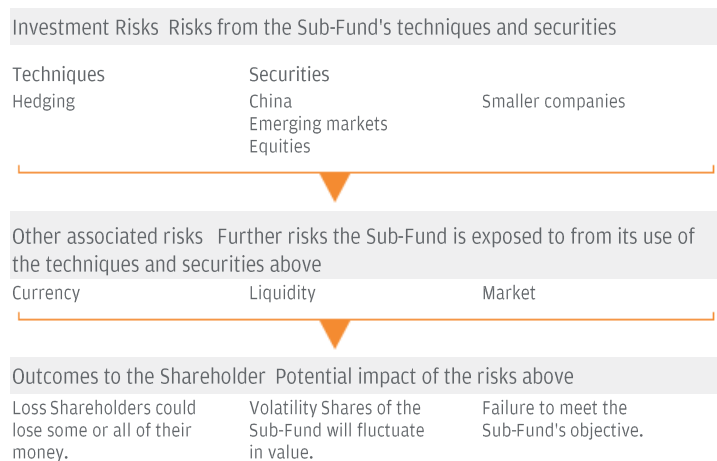 Investment Risks Risks from the Sub-Fund's techniques and securities
Techniques
Securities
Hedging
China
Smaller companies
Emerging markets
Equities
Other associated risks Further risks the Sub-Fund is exposed to from its use of
the techniques and securities above
Currency
Liquidity
Market
Outcomes to the Shareholder Potential impact of the risks above
Loss Shareholders could
lose some or all of their
money.
Volatility Shares of the
Sub-Fund will fluctuate
in value.
Failure to meet the
Sub-Fund's objective.